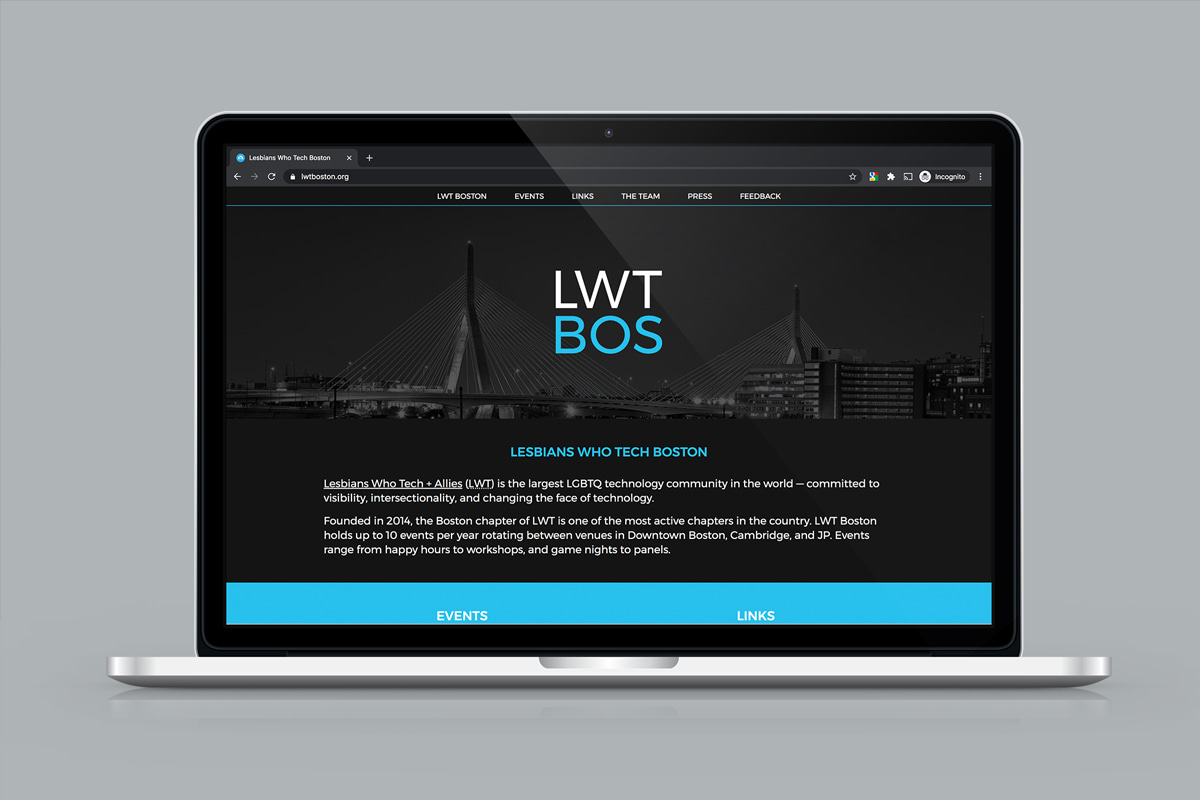 Lesbians Who Tech Boston
lwtboston.org
Incognito
LWT BOSTON EVENTS LINKS THE TEAM PRESS FEEDBACK
LWT
BOS
LESBIANS WHO TECH BOSTON
Lesbians Who Tech + Allies (LWT) is the largest LGBTQ technology community in the world — committed to
visibility, intersectionality, and changing the face of technology.
Founded in 2014, the Boston chapter of LWT is one of the most active chapters in the country. LWT Boston
holds up to 10 events per year rotating between venues in Downtown Boston, Cambridge, and JP. Events
range from happy hours to workshops, and game nights to panels.
EVENTS LINKS